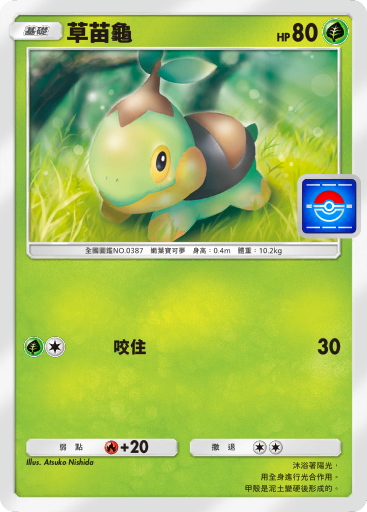 基礎 草苗龜 HP 80
全國圖鑑NO.0387 嫩葉寶可夢 身高：0.4m 體重：10.2kg
咬住 30
弱點 +20 撤退
Illus. Atsuko Nishida
沐浴著陽光，
用全身進行光合作用。
甲殼是泥土變硬後形成的。